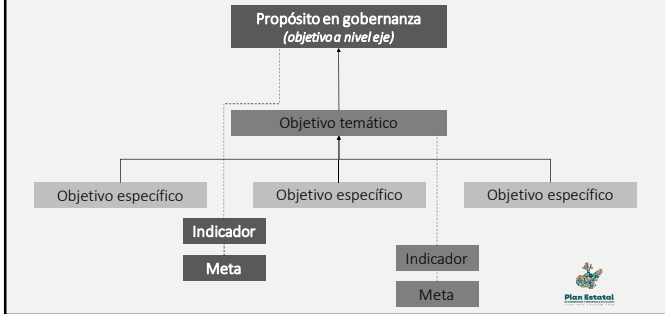 Propósito en gobernanza
(objetivo a nivel eje)
Objetivo temático
Objetivo específico
Objetivo específico
Objetivo específico
Indicador
Meta
Indicador
Meta
Plan Estatal